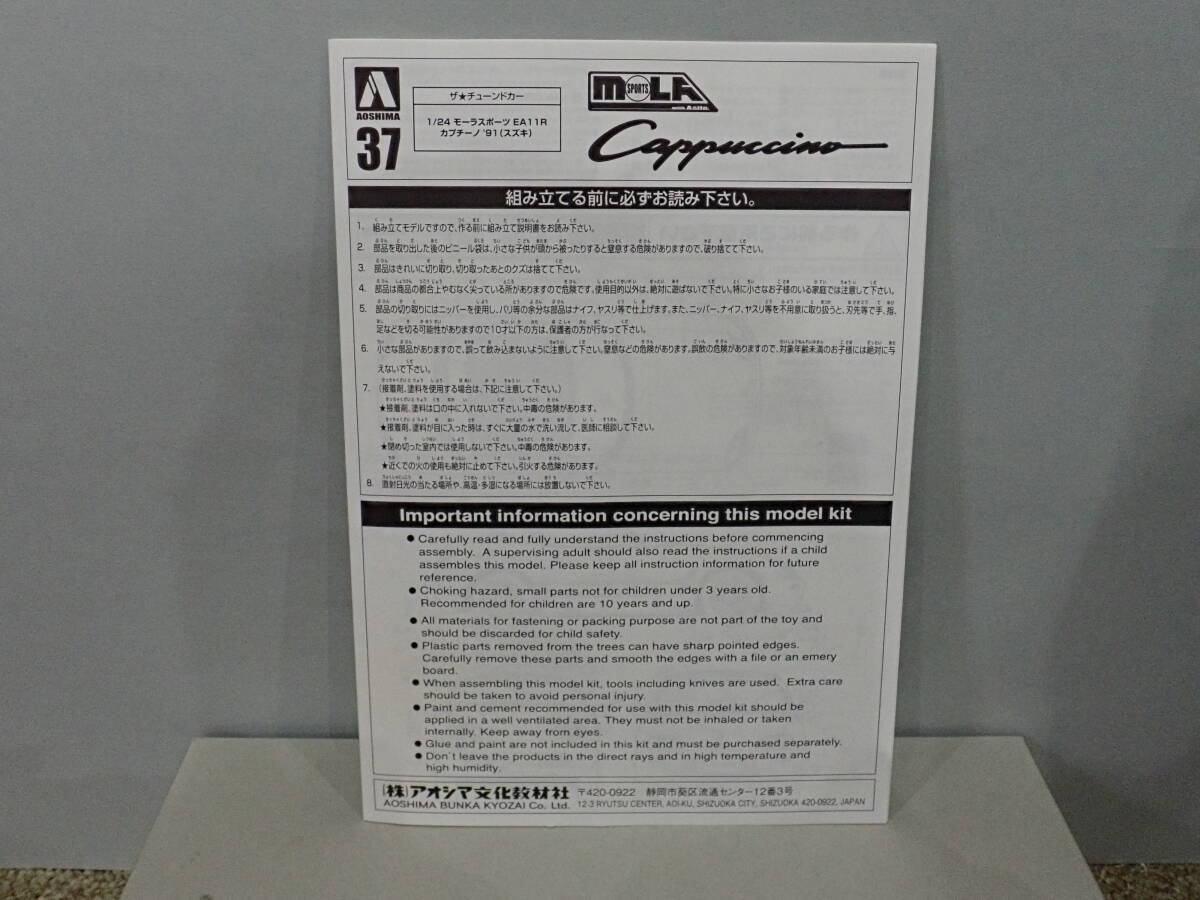 AOSHIMA
37
ザ★チューンドカー
1/24 モーラスポーツ EA11R
カプチーノ '91(スズキ)
MOLA SPORTS
Cappuccino
組み立てる前に必ずお読み下さい。
1. 組み立てモデルですので、作る前に組み立て説明書をお読み下さい。
2. 部品を取り出した後のビニール袋は、小さな子供が頭から被ったりすると窒息する危険がありますので、破り捨てて下さい。
3. 部品はきれいに切り取り、切り取ったあとのクズは捨てて下さい。
4. 部品は商品の都合上やむなく尖っている所がありますので危険です。使用目的以外は、絶対に遊ばないで下さい。特に小さなお子様のいる家庭では注意して下さい。
5. 部品の切り取りにはニッパーを使用し、バリ等の余分な部品はナイフ、ヤスリ等で仕上げます。また、ニッパー、ナイフ、ヤスリ等を不用意に取り扱うと、刃先等で手、指、
足などを切る可能性がありますので10才以下の方は、保護者の方が行なって下さい。
6. 小さな部品がありますので、誤って飲み込まないように注意して下さい。窒息などの危険があります。誤飲の危険がありますので、対象年齢未満のお子様には絶対に与
えないで下さい。
7. (接着剤、塗料を使用する場合は、下記に注意して下さい。)
★接着剤、塗料は口の中に入れないで下さい。中毒の危険があります。
★接着剤、塗料が目に入った時は、すぐに大量の水で洗い流して、医師に相談して下さい。
★閉め切った室内では使用しないで下さい。中毒の危険があります。
★近くでの火の使用も絶対に止めて下さい。引火する危険があります。
8. 直射日光の当たる場所や、高温・多湿になる場所には放置しないで下さい。
Important information concerning this model kit
● Carefully read and fully understand the instructions before commencing
assembly. A supervising adult should also read the instructions if a child
assembles this model. Please keep all instruction information for future
reference.
● Choking hazard, small parts not for children under 3 years old.
Recommended for children are 10 years and up.
● All materials for fastening or packing purpose are not part of the toy and
should be discarded for child safety.
● Plastic parts removed from the trees can have sharp pointed edges.
Carefully remove these parts and smooth the edges with a file or an emery
board.
● When assembling this model kit, tools including knives are used. Extra care
should be taken to avoid personal injury.
● Paint and cement recommended for use with this model kit should be
applied in a well ventilated area. They must not be inhaled or taken
internally. Keep away from eyes.
● Glue and paint are not included in this kit and must be purchased separately.
● Don't leave the products in the direct rays and in high temperature and
high humidity.
(株)アオシマ文化教材社 〒420-0922 静岡市葵区流通センター12番3号
AOSHIMA BUNKA KYOZAI Co. Ltd. 12-3 RYUTSU CENTER, AOI-KU, SHIZUOKA CITY, SHIZUOKA 420-0922, JAPAN